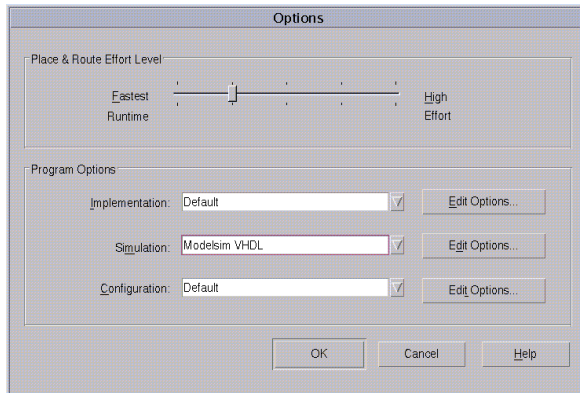 Options
Place & Route Effort Level
Fastest
Runtime
High
Effort
Program Options
Implementation: Default Edit Options...
Simulation: Modelsim VHDL Edit Options...
Configuration: Default Edit Options...
OK Cancel Help